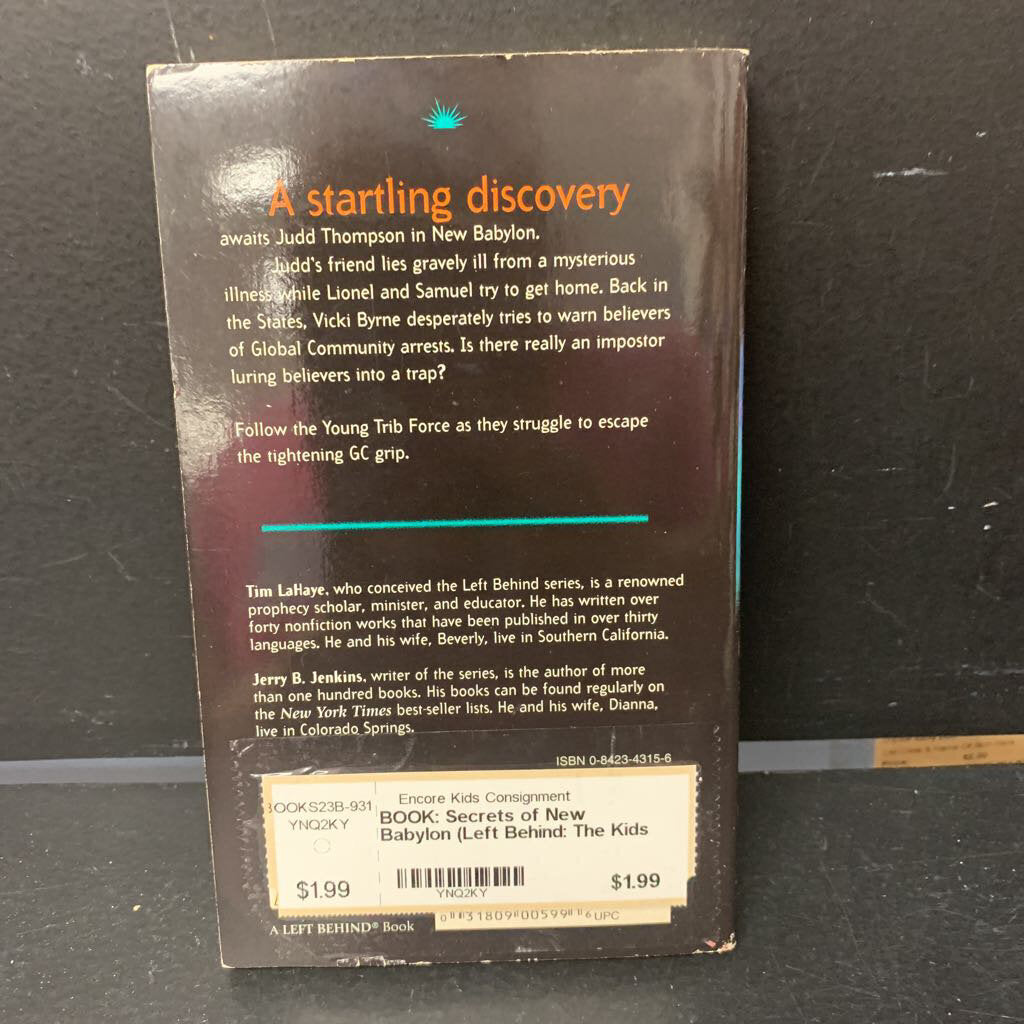 A startling discovery
awaits Judd Thompson in New Babylon.
Judd's friend lies gravely ill from a mysterious
illness while Lionel and Samuel try to get home. Back in
the States, Vicki Byrne desperately tries to warn believers
of Global Community arrests. Is there really an impostor
luring believers into a trap?
Follow the Young Trib Force as they struggle to escape
the tightening GC grip.
Tim LaHaye, who conceived the Left Behind series, is a renowned
prophecy scholar, minister, and educator. He has written over
forty nonfiction works that have been published in over thirty
languages. He and his wife, Beverly, live in Southern California.
Jerry B. Jenkins, writer of the series, is the author of more
than one hundred books. His books can be found regularly on
the New York Times best-seller lists. He and his wife, Dianna,
live in Colorado Springs.
ISBN 0-8423-4315-6
BOOKS23B-931
YNQ2KY
$1.99
Encore Kids Consignment
BOOK: Secrets of New
Babylon (Left Behind: The Kids
YNQ2KY
$1.99
0 31809 00599 6 UPC
A LEFT BEHIND® Book